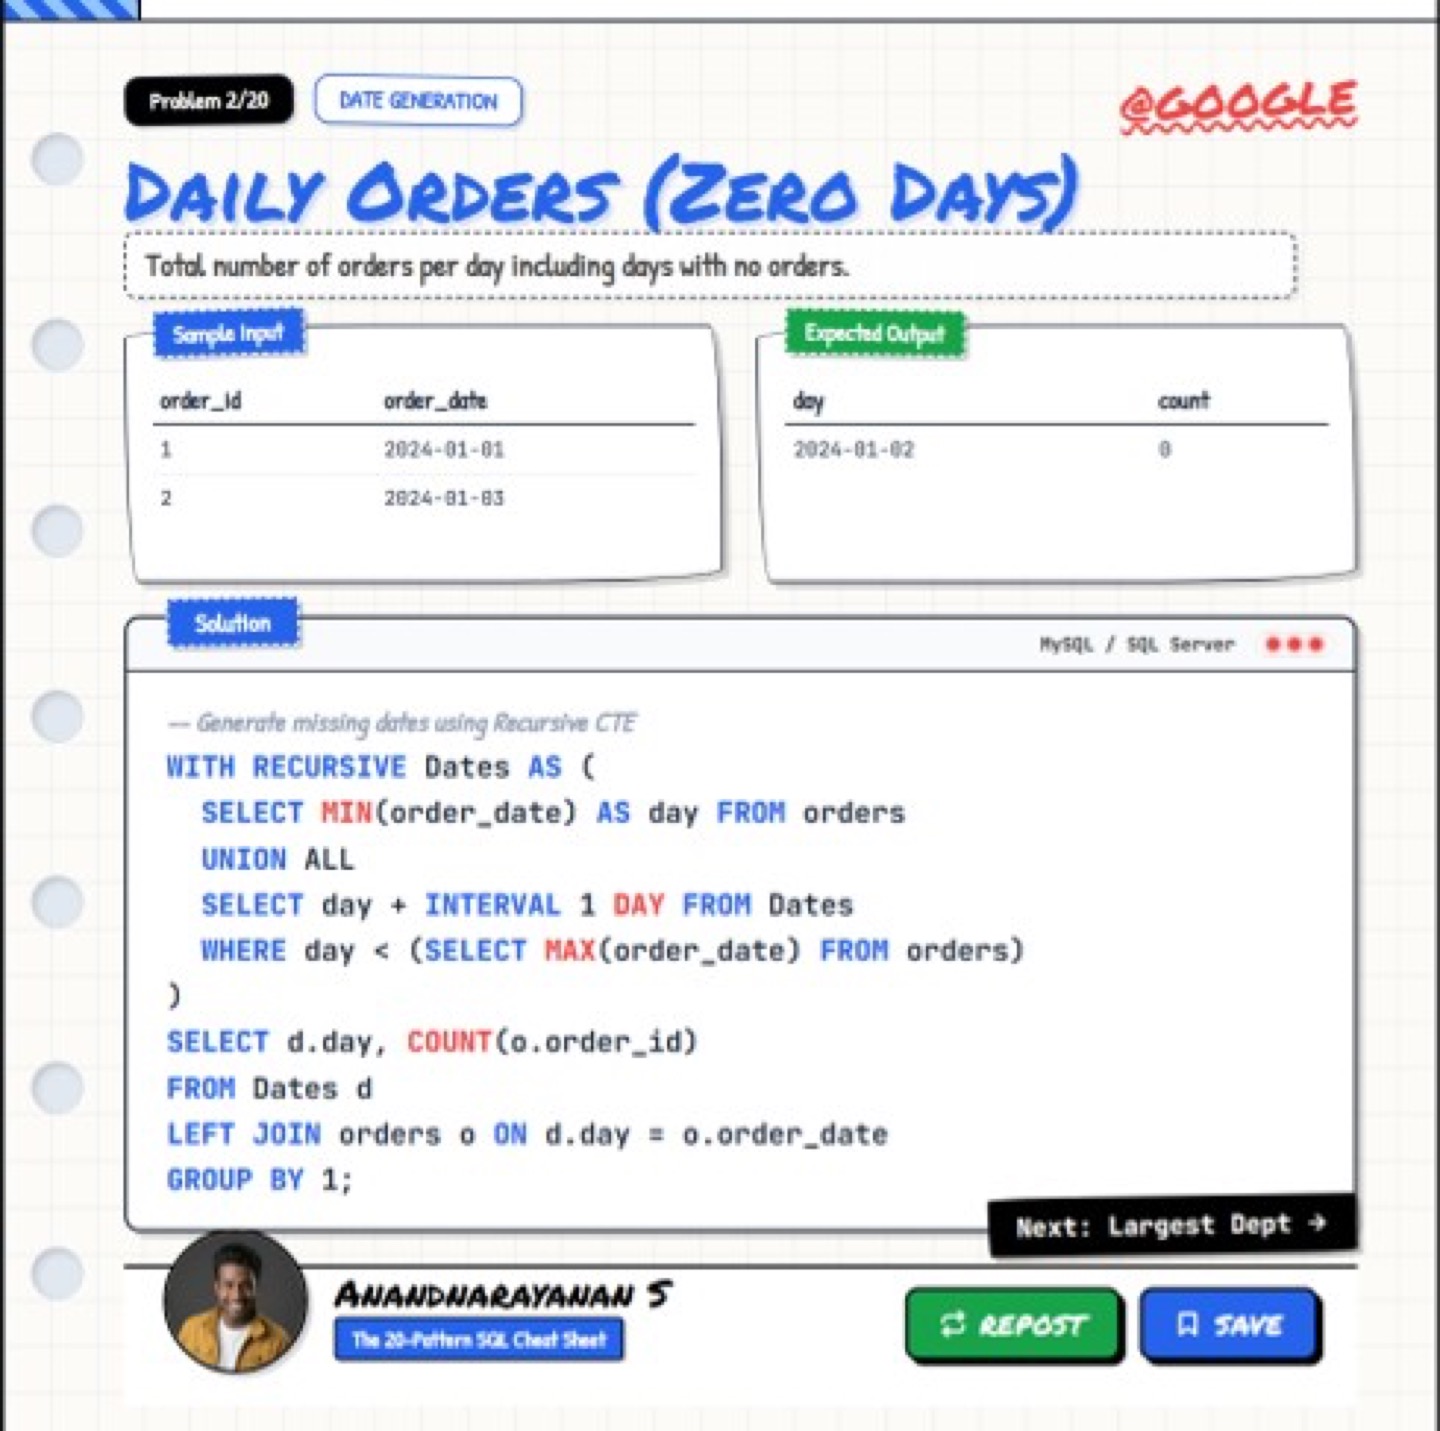 Problem 2/20 DATE GENERATION @GOOGLE
DAILY ORDERS (ZERO DAYS)
Total number of orders per day including days with no orders.
Sample Input
order_id order_date
1 2024-01-01
2 2024-01-03
Expected Output
day count
2024-01-02 0
Solution
MySQL / SQL Server
-- Generate missing dates using Recursive CTE
WITH RECURSIVE Dates AS (
SELECT MIN(order_date) AS day FROM orders
UNION ALL
SELECT day + INTERVAL 1 DAY FROM Dates
WHERE day < (SELECT MAX(order_date) FROM orders)
)
SELECT d.day, COUNT(o.order_id)
FROM Dates d
LEFT JOIN orders o ON d.day = o.order_date
GROUP BY 1;
Next: Largest Dept →
ANANDNARAYANAN S
The 20-Pattern SQL Cheat Sheet
REPOST SAVE